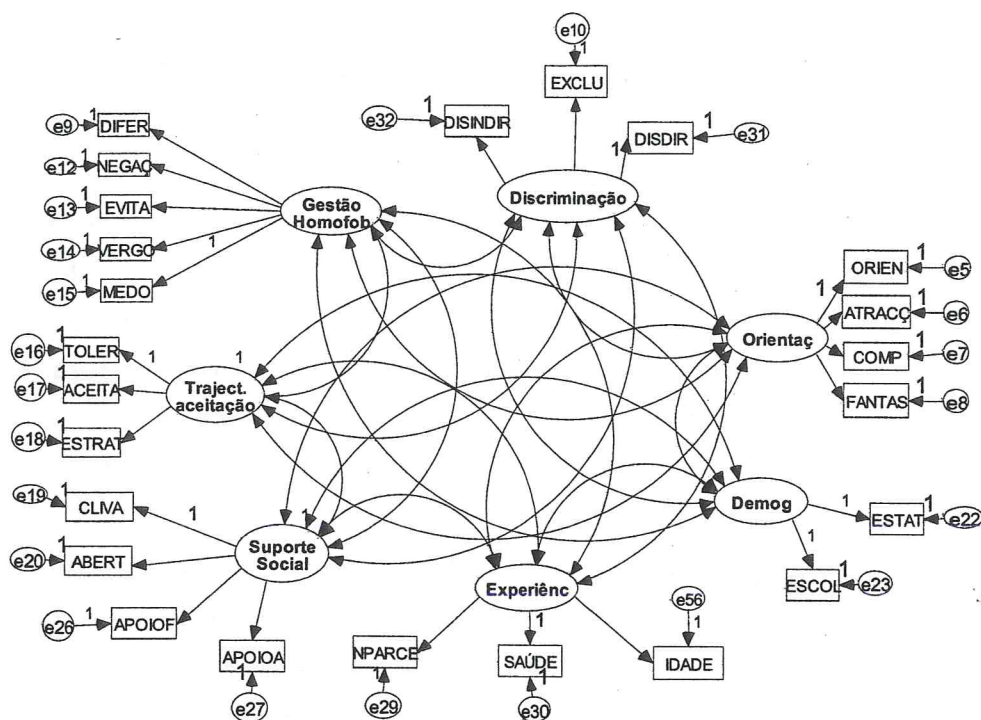 e10
1
EXCLU
e32
1
DISINDIR
1
DISDIR
1
e31
Discriminação
e9
1
DIFER
e12
1
NEGAÇ
e13
1
EVITA
e14
1
VERGO
e15
1
MEDO
1
Gestão
Homofob
1
ORIEN
1
e5
ATRACÇ
1
e6
COMP
1
e7
FANTAS
1
e8
Orientaç
e16
1
TOLER
1
1
e17
1
ACEITA
e18
1
ESTRAT
Traject.
aceitação
e19
1
CLIVA
1
e20
1
ABERT
e26
1
APOIOF
APOIOA
1
e27
1
Suporte
Social
Demog
1
ESTAT
1
e22
1
ESCOL
1
e23
Experiênc
NPARCE
1
e29
1
SAÚDE
1
e30
e56
1
IDADE